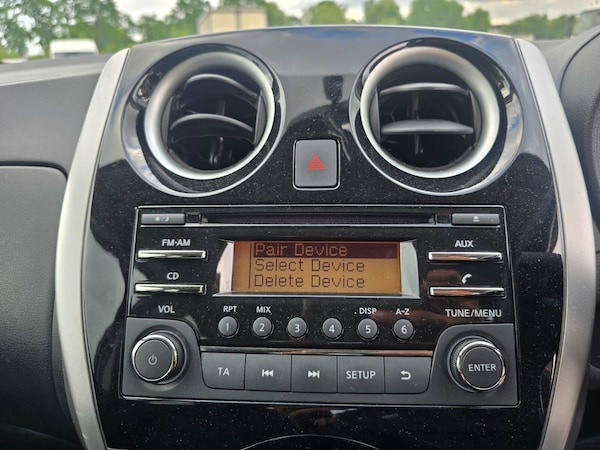 Pair Device
Select Device
Delete Device
FM·AM
AUX
CD
VOL
RPT
MIX
DISP
A-Z
TUNE/MENU
1
2
3
4
5
6
TA
SETUP
ENTER